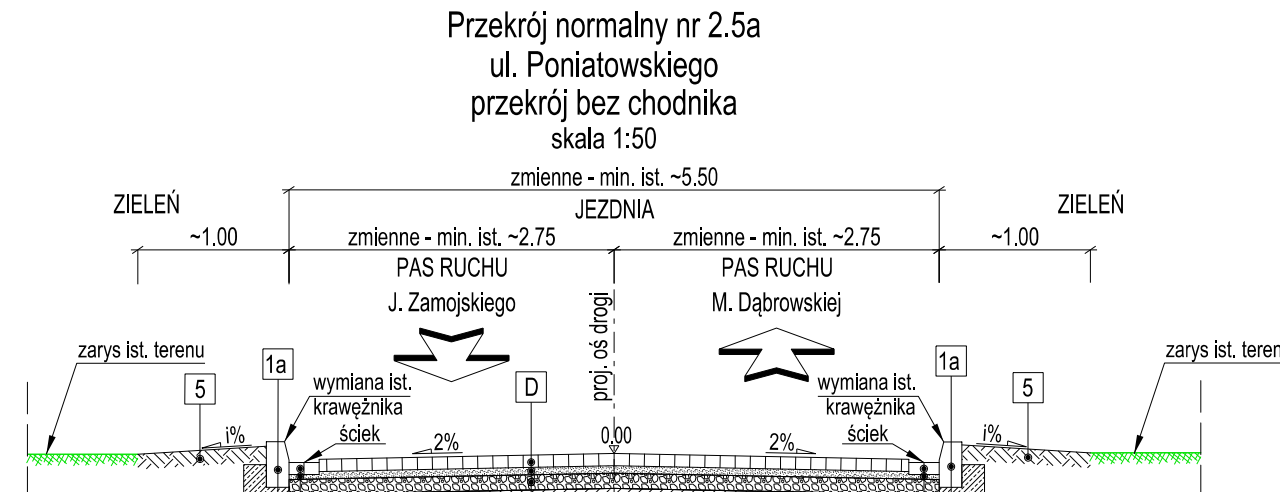 Przekrój normalny nr 2.5a
ul. Poniatowskiego
przekrój bez chodnika
skala 1:50
zmienne - min. ist. ~5.50
ZIELEŃ
JEZDNIA
ZIELEŃ
~1.00
zmienne - min. ist. ~2.75
zmienne - min. ist. ~2.75
~1.00
PAS RUCHU
PAS RUCHU
J. Zamojskiego
M. Dąbrowskiej
proj. oś drogi
zarys ist. terenu
1a
5
wymiana ist.
krawężnika
ściek
D
wymiana ist.
krawężnika
ściek
1a
5
zarys ist. teren
i%
2%
0.00
2%
i%